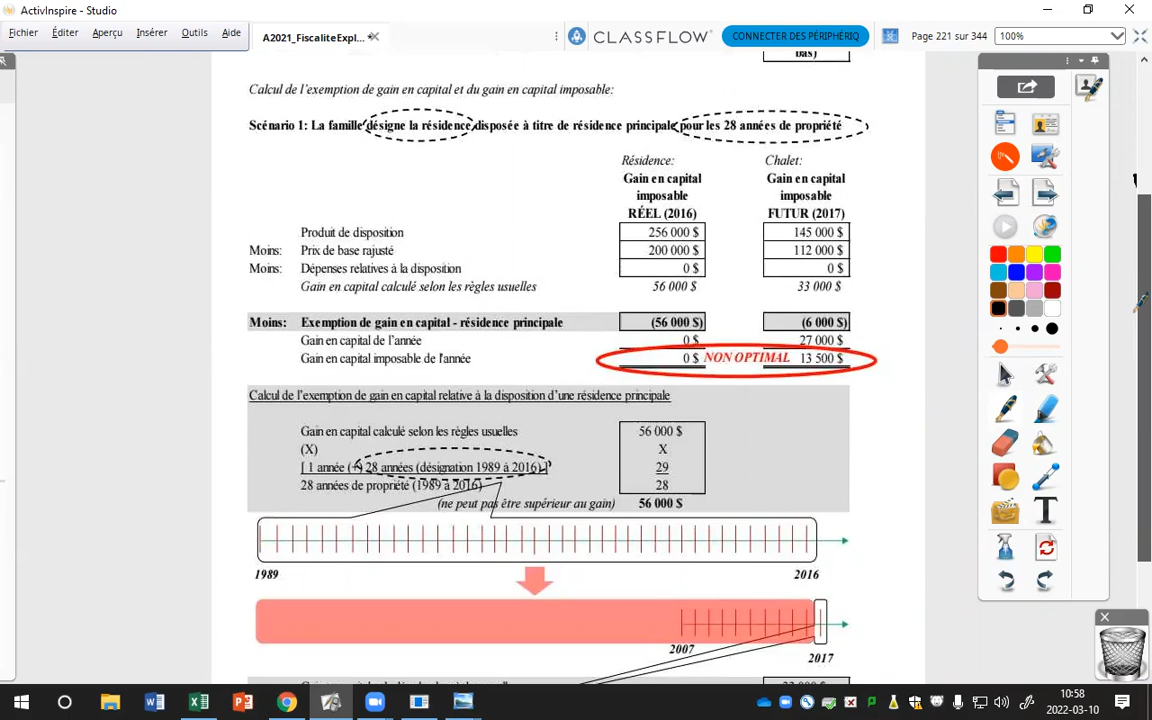 ActivInspire - Studio
Fichier Éditer Aperçu Insérer Outils Aide
A2021_FiscaliteExpl...
CLASSFLOW
CONNECTER DES PÉRIPHÉRIQ
Page 221 sur 344
100%
bas)
Calcul de l'exemption de gain en capital et du gain en capital imposable:
Scénario 1: La famille désigne la résidence disposée à titre de résidence principale pour les 28 années de propriété
Résidence: Chalet:
Gain en capital Gain en capital
imposable imposable
RÉEL (2016) FUTUR (2017)
Produit de disposition 256 000 $ 145 000 $
Moins: Prix de base rajusté 200 000 $ 112 000 $
Moins: Dépenses relatives à la disposition 0 $ 0 $
Gain en capital calculé selon les règles usuelles 56 000 $ 33 000 $
Moins: Exemption de gain en capital - résidence principale (56 000 $) (6 000 $)
Gain en capital de l'année 0 $ 27 000 $
Gain en capital imposable de l'année 0 $ NON OPTIMAL 13 500 $
Calcul de l'exemption de gain en capital relative à la disposition d'une résidence principale
Gain en capital calculé selon les règles usuelles 56 000 $
(X) X
[ 1 année (+) 28 années (désignation 1989 à 2016) ] 29
28 années de propriété (1989 à 2016) 28
(ne peut pas être supérieur au gain) 56 000 $
1989 2016
2007
2017
10:58
2022-03-10